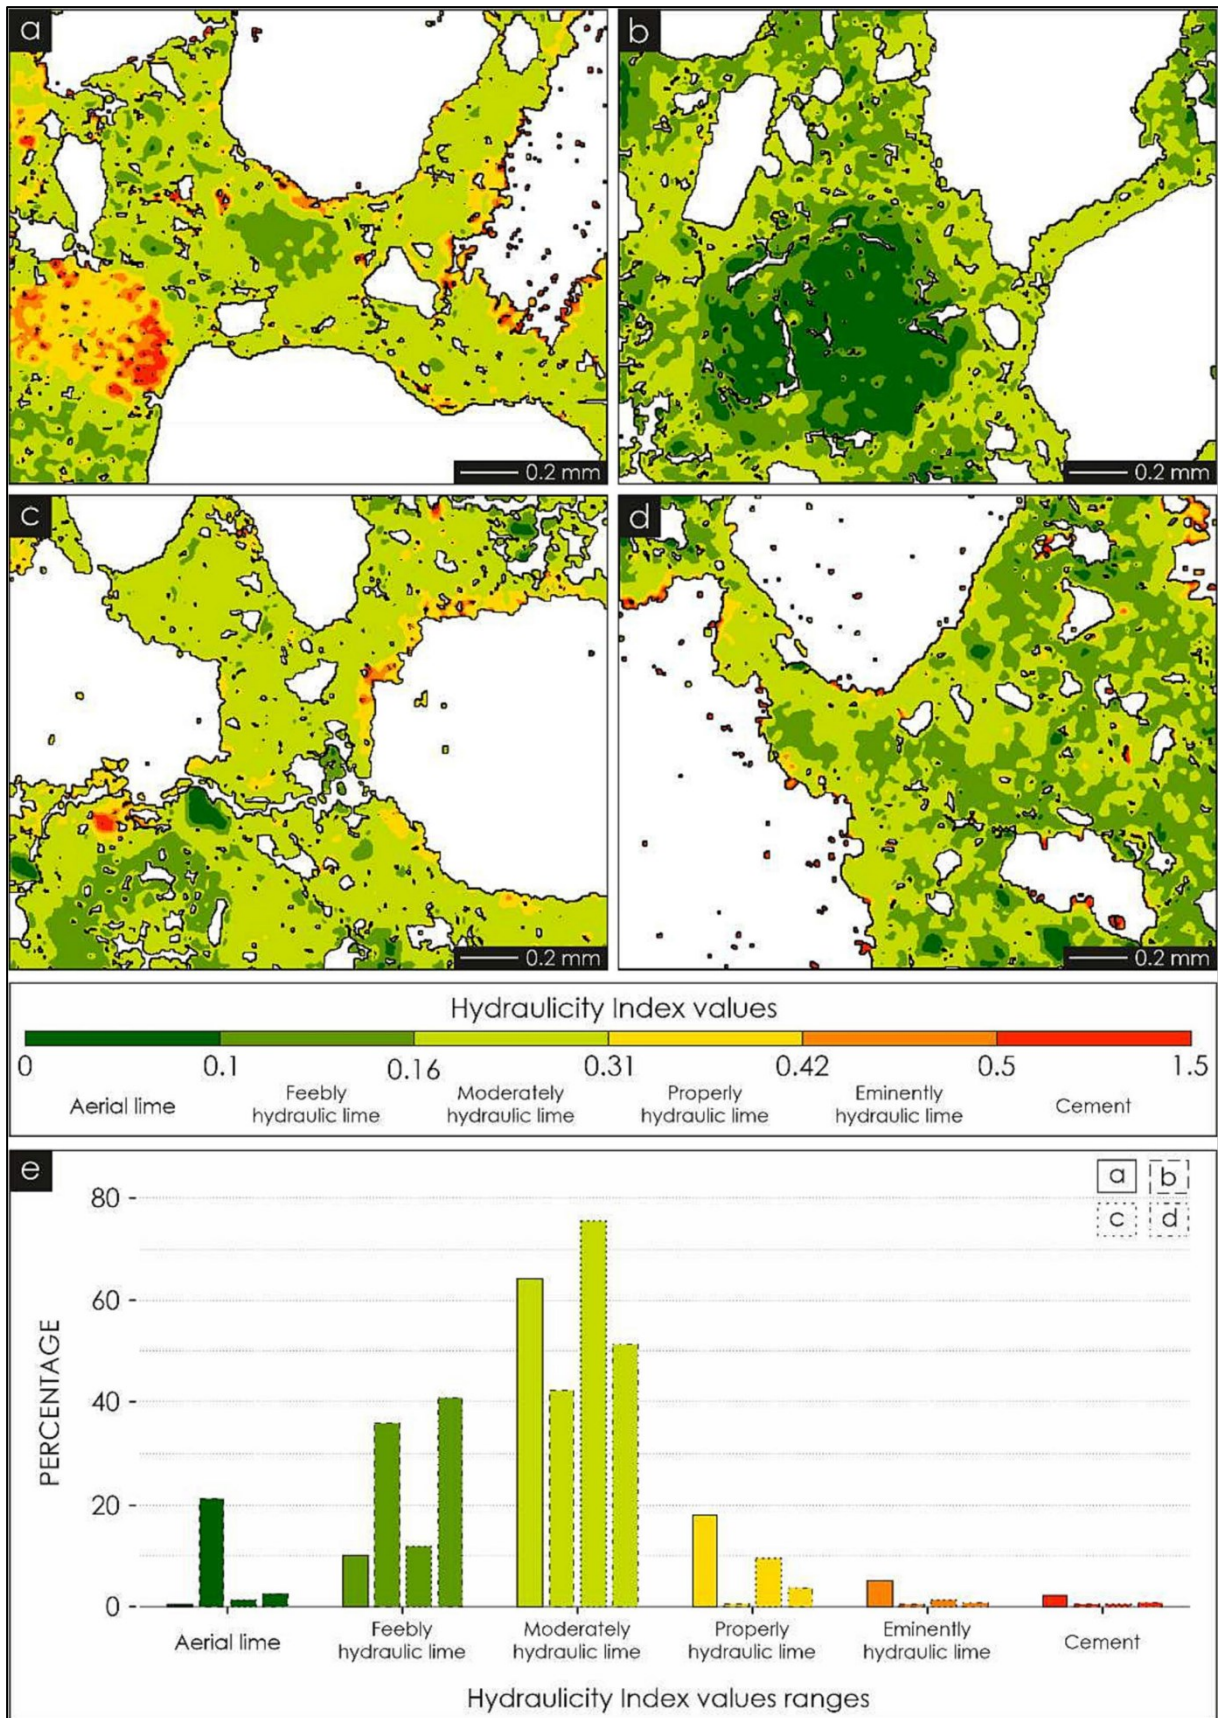 a
b
0.2 mm
0.2 mm
c
d
0.2 mm
0.2 mm
Hydraulicity Index values
0 0.1 0.16 0.31 0.42 0.5 1.5
Aerial lime
Feebly
hydraulic lime
Moderately
hydraulic lime
Properly
hydraulic lime
Eminently
hydraulic lime
Cement
e
a b
c d
80
60
40
20
0
PERCENTAGE
Aerial lime
Feebly
hydraulic lime
Moderately
hydraulic lime
Properly
hydraulic lime
Eminently
hydraulic lime
Cement
Hydraulicity Index values ranges